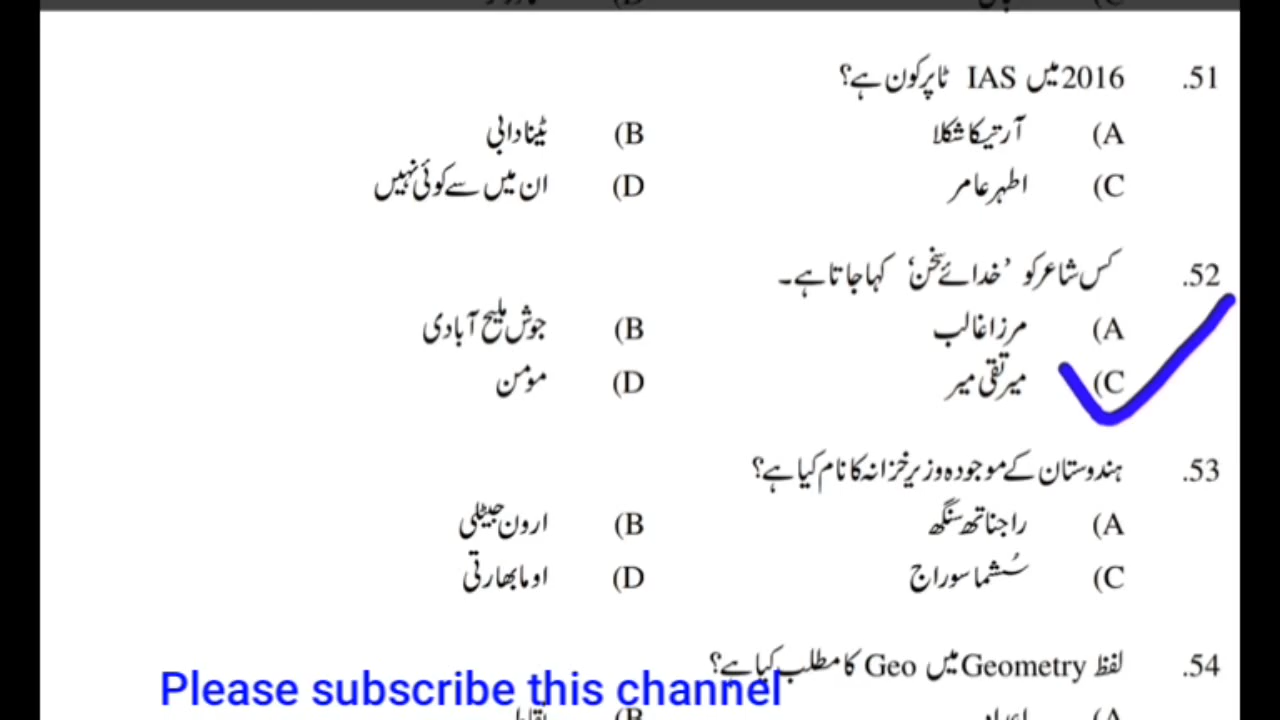 51. 2016 میں IAS ٹاپر کون ہے؟
A) آرتیکا شکلا B) ٹینا دابی
C) اطہر عامر D) ان میں سے کوئی نہیں
52. کس شاعر کو ’خدائے سخن‘ کہا جاتا ہے۔
A) مرزا غالب B) جوش ملیح آبادی
C) میر تقی میر D) مومن
53. ہندوستان کے موجودہ وزیر خزانہ کا نام کیا ہے؟
A) راجناتھ سنگھ B) ارون جیٹلی
C) سُشما سوراج D) اوما بھارتی
54. لفظ Geometry میں Geo کا مطلب کیا ہے؟
Please subscribe this channel